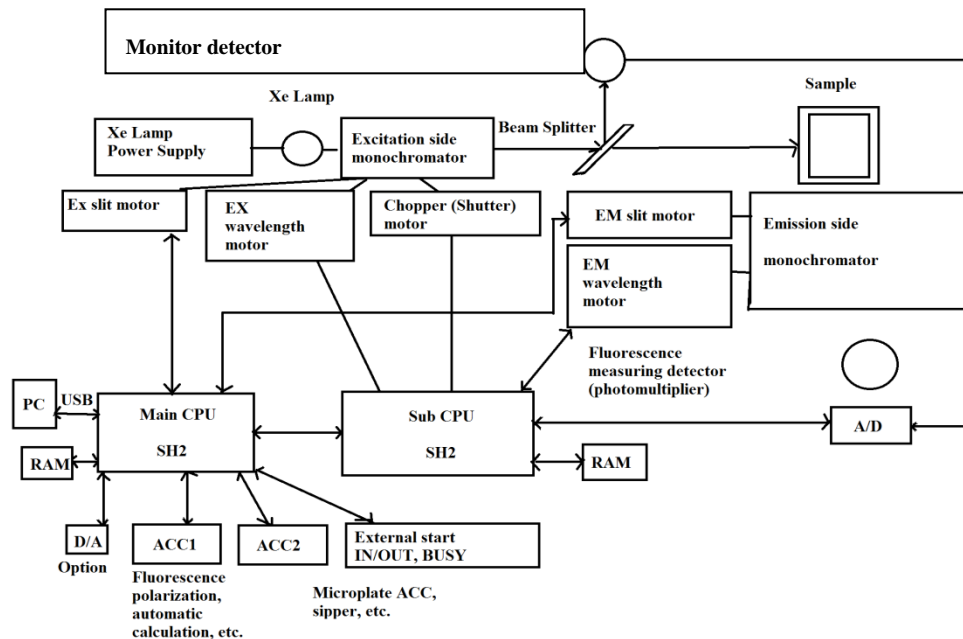 Monitor detector
Sample
Xe Lamp
Beam Splitter
Xe Lamp
Power Supply
Excitation side
monochromator
Ex slit motor
EX
wavelength
motor
Chopper (Shutter)
motor
EM slit motor
Emission side
monochromator
EM
wavelength
motor
Fluorescence
measuring detector
(photomultiplier)
PC
USB
Main CPU
SH2
Sub CPU
SH2
A/D
RAM
RAM
D/A
Option
ACC1
ACC2
External start
IN/OUT, BUSY
Fluorescence
polarization,
automatic
calculation, etc.
Microplate ACC,
sipper, etc.